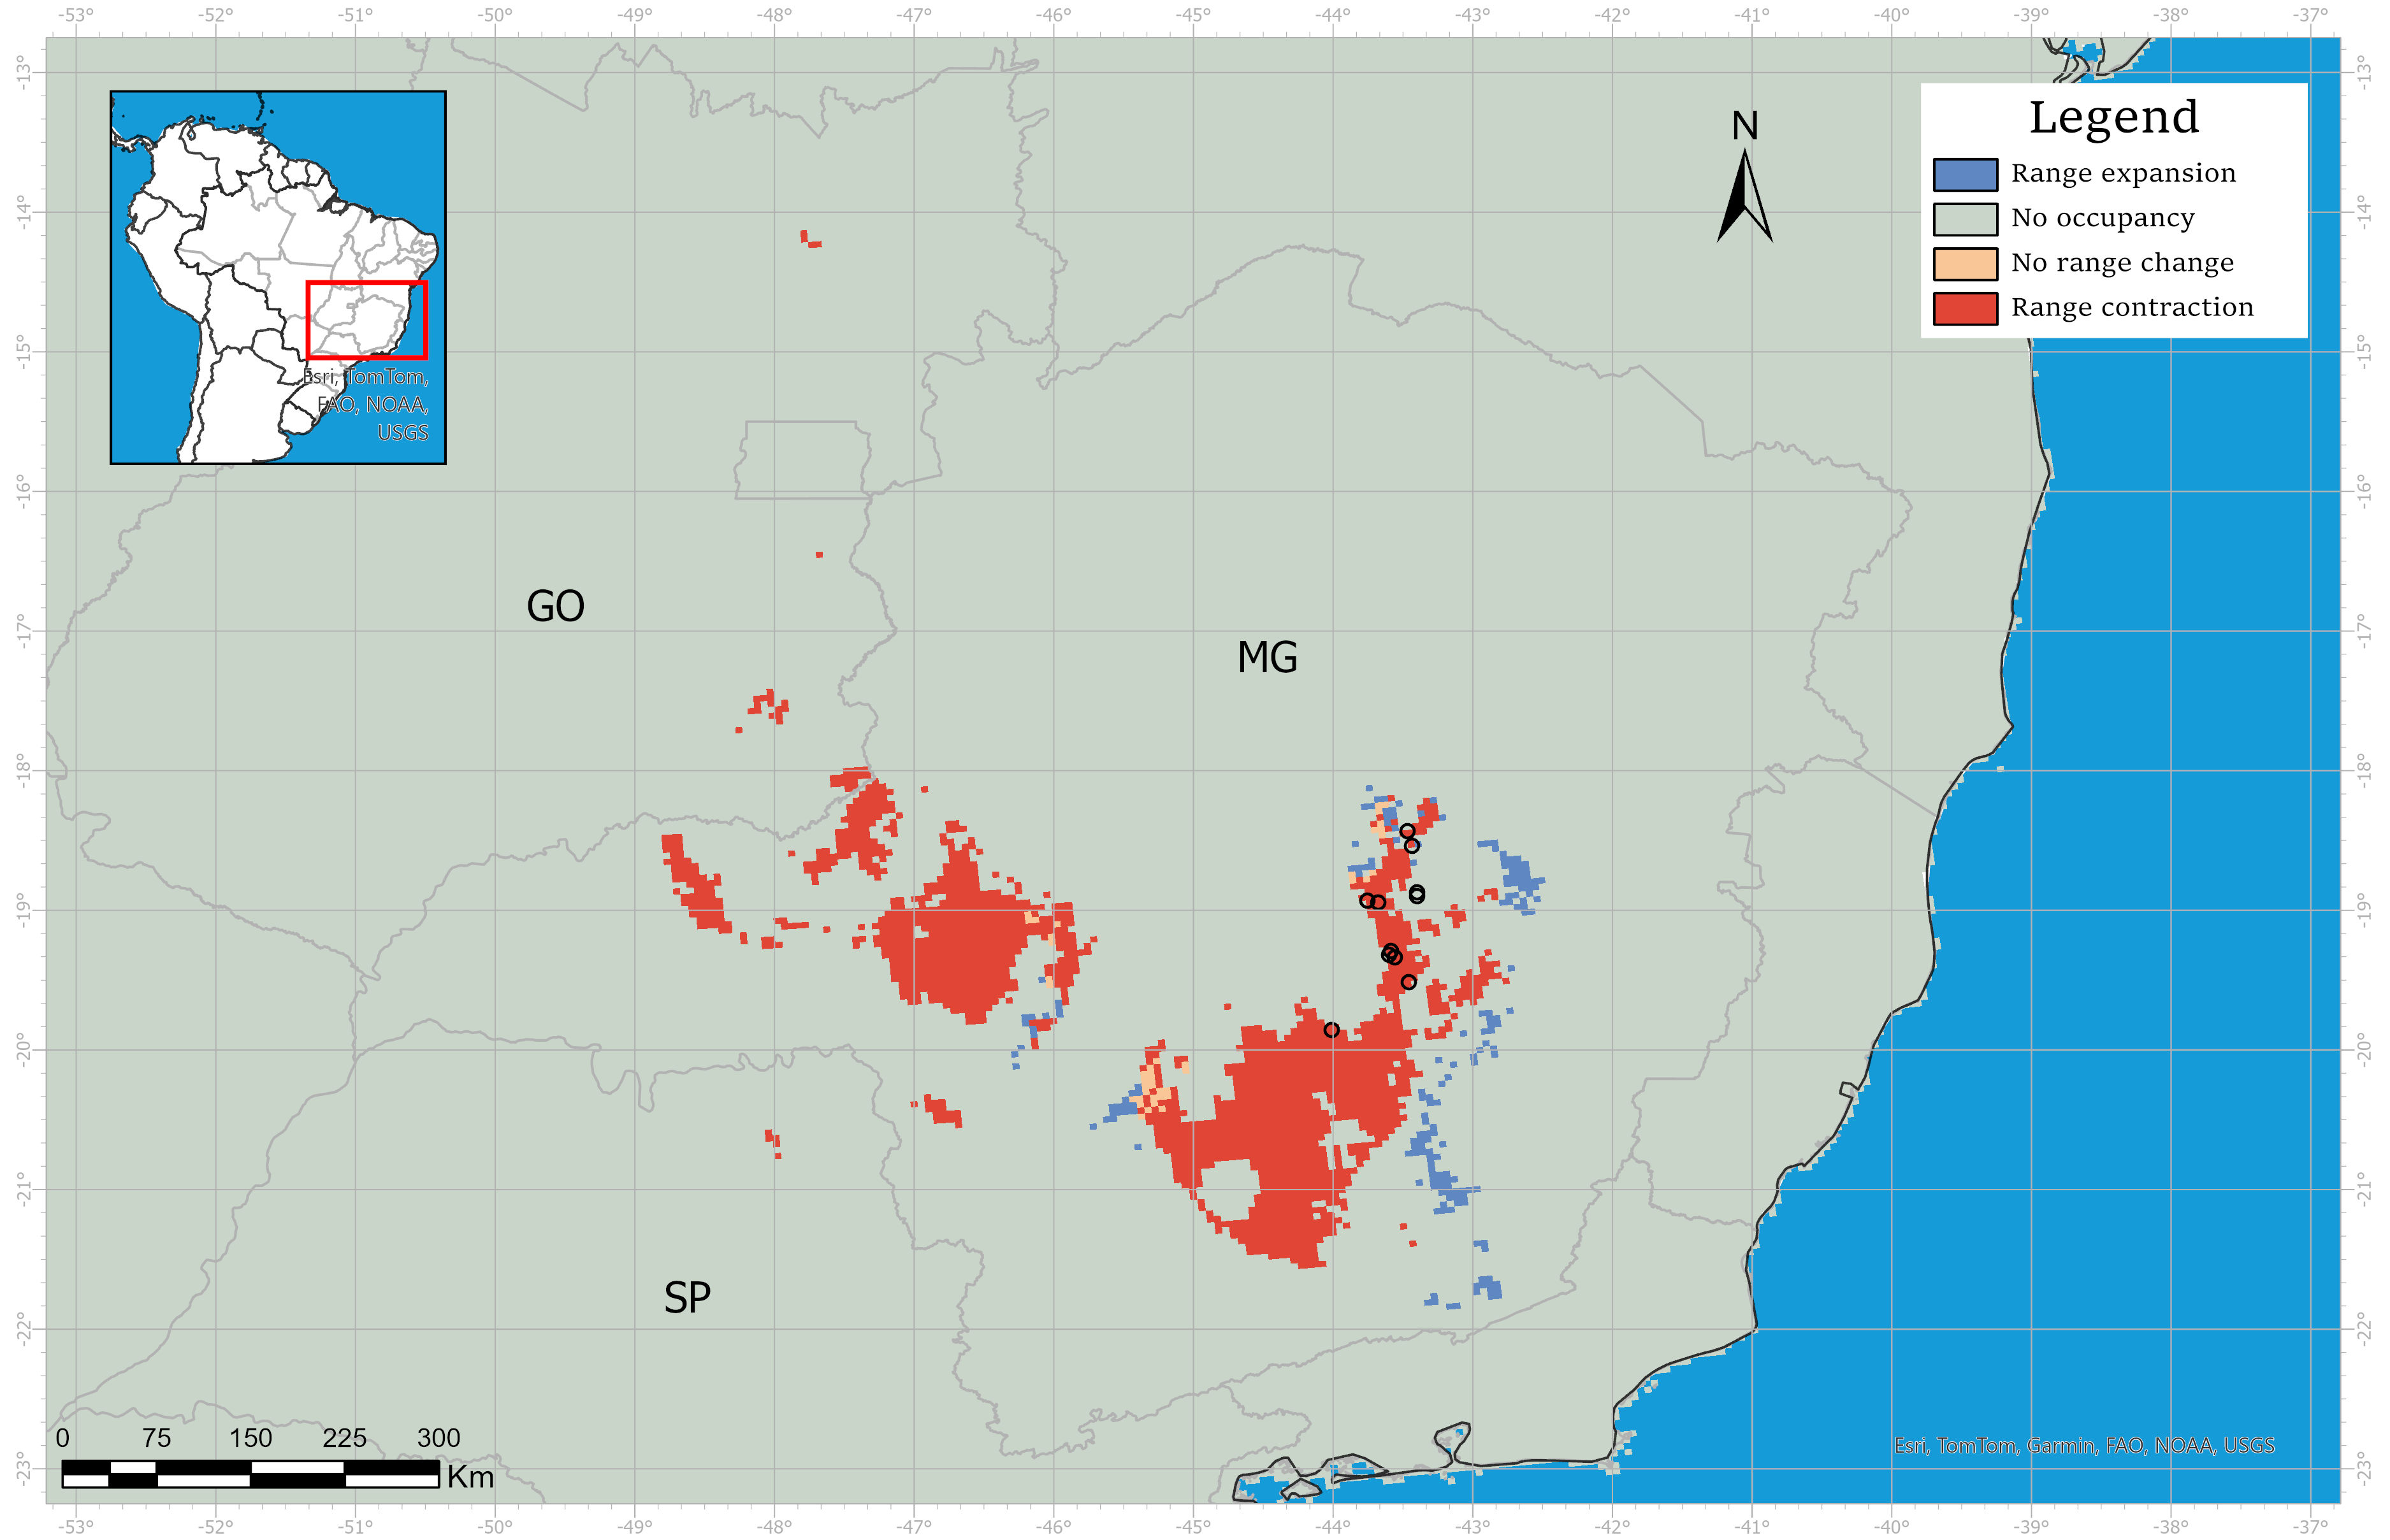 -53° -52° -51° -50° -49° -48° -47° -46° -45° -44° -43° -42° -41° -40° -39° -38° -37°
-13° -13°
-14° -14°
-15° -15°
-16° -16°
-17° -17°
-18° -18°
-19° -19°
-20° -20°
-21° -21°
-22° -22°
-23° -23°
Esri, TomTom,
FAO, NOAA,
USGS
N
Legend
Range expansion
No occupancy
No range change
Range contraction
GO
MG
SP
0 75 150 225 300
Km
Esri, TomTom, Garmin, FAO, NOAA, USGS
-53° -52° -51° -50° -49° -48° -47° -46° -45° -44° -43° -42° -41° -40° -39° -38° -37°